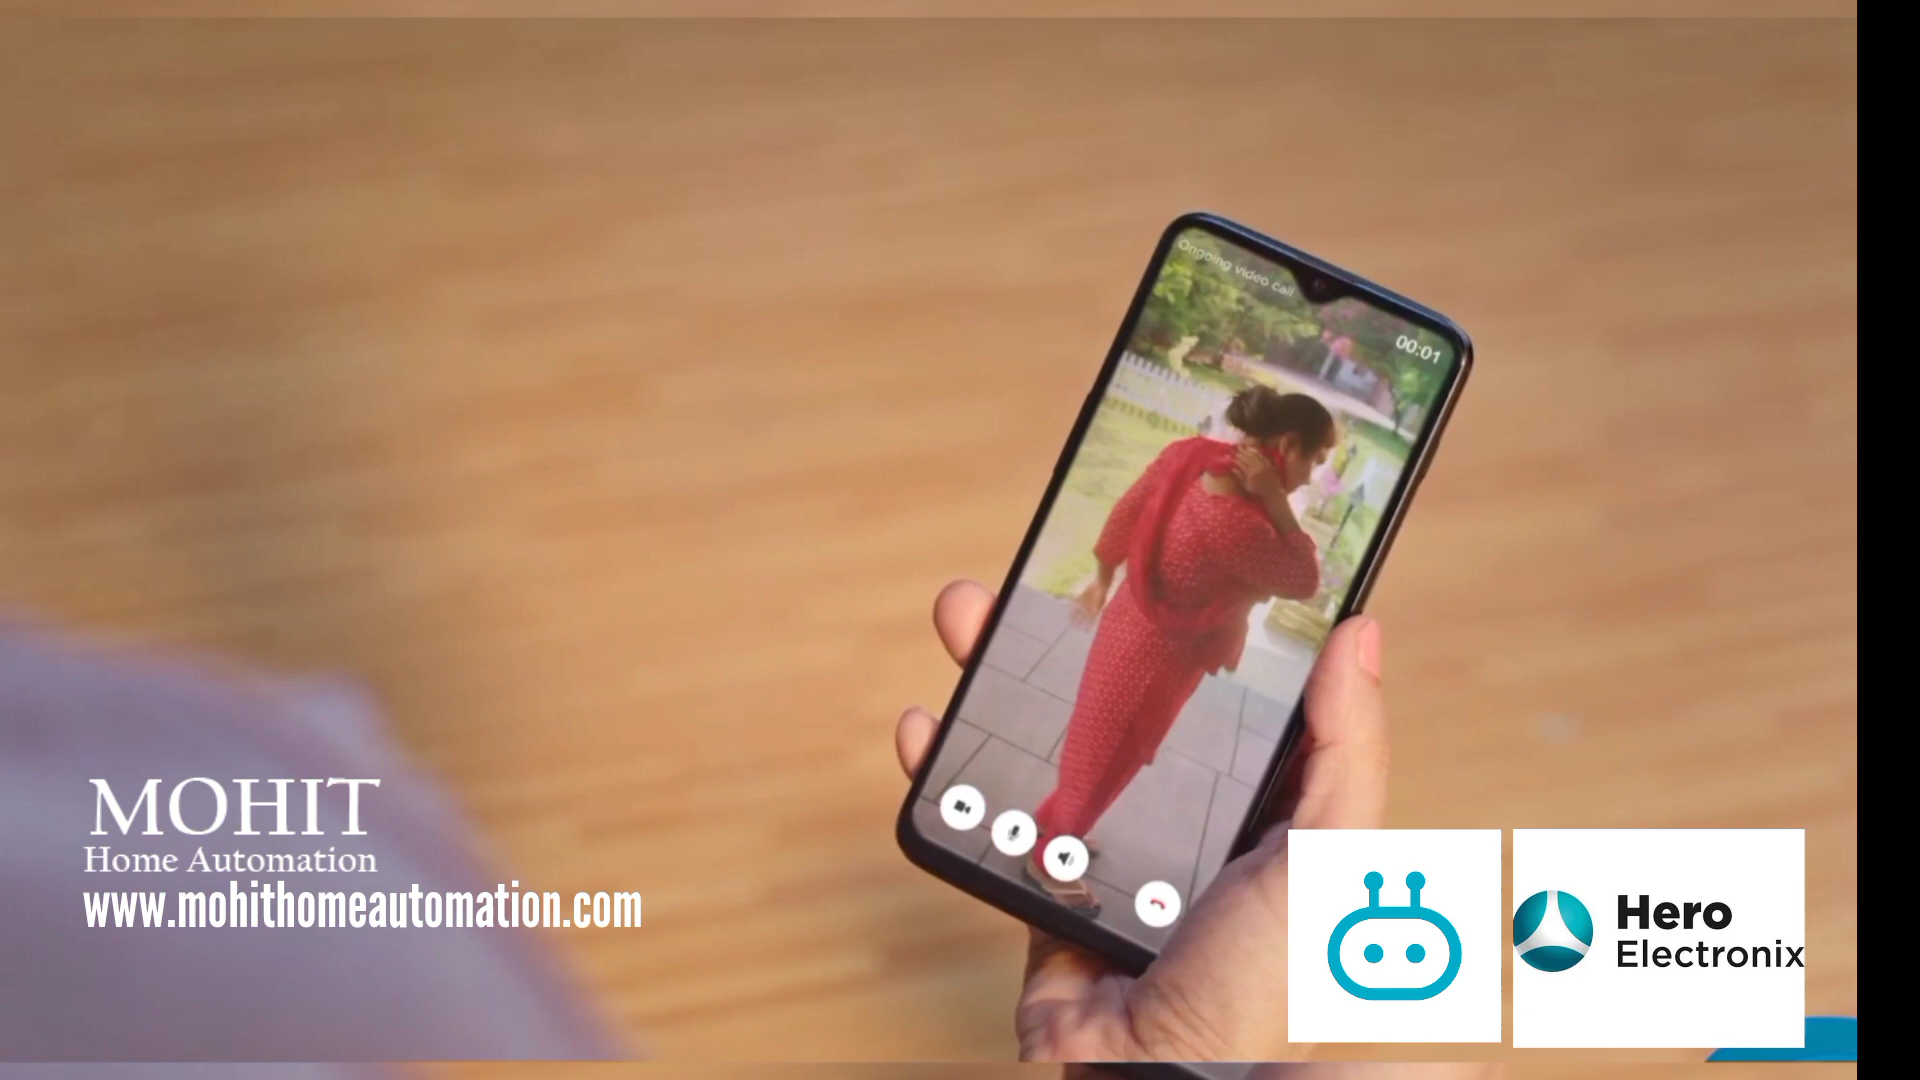 Ongoing video call
00:01
MOHIT
Home Automation
www.mohithomeautomation.com
Hero
Electronix